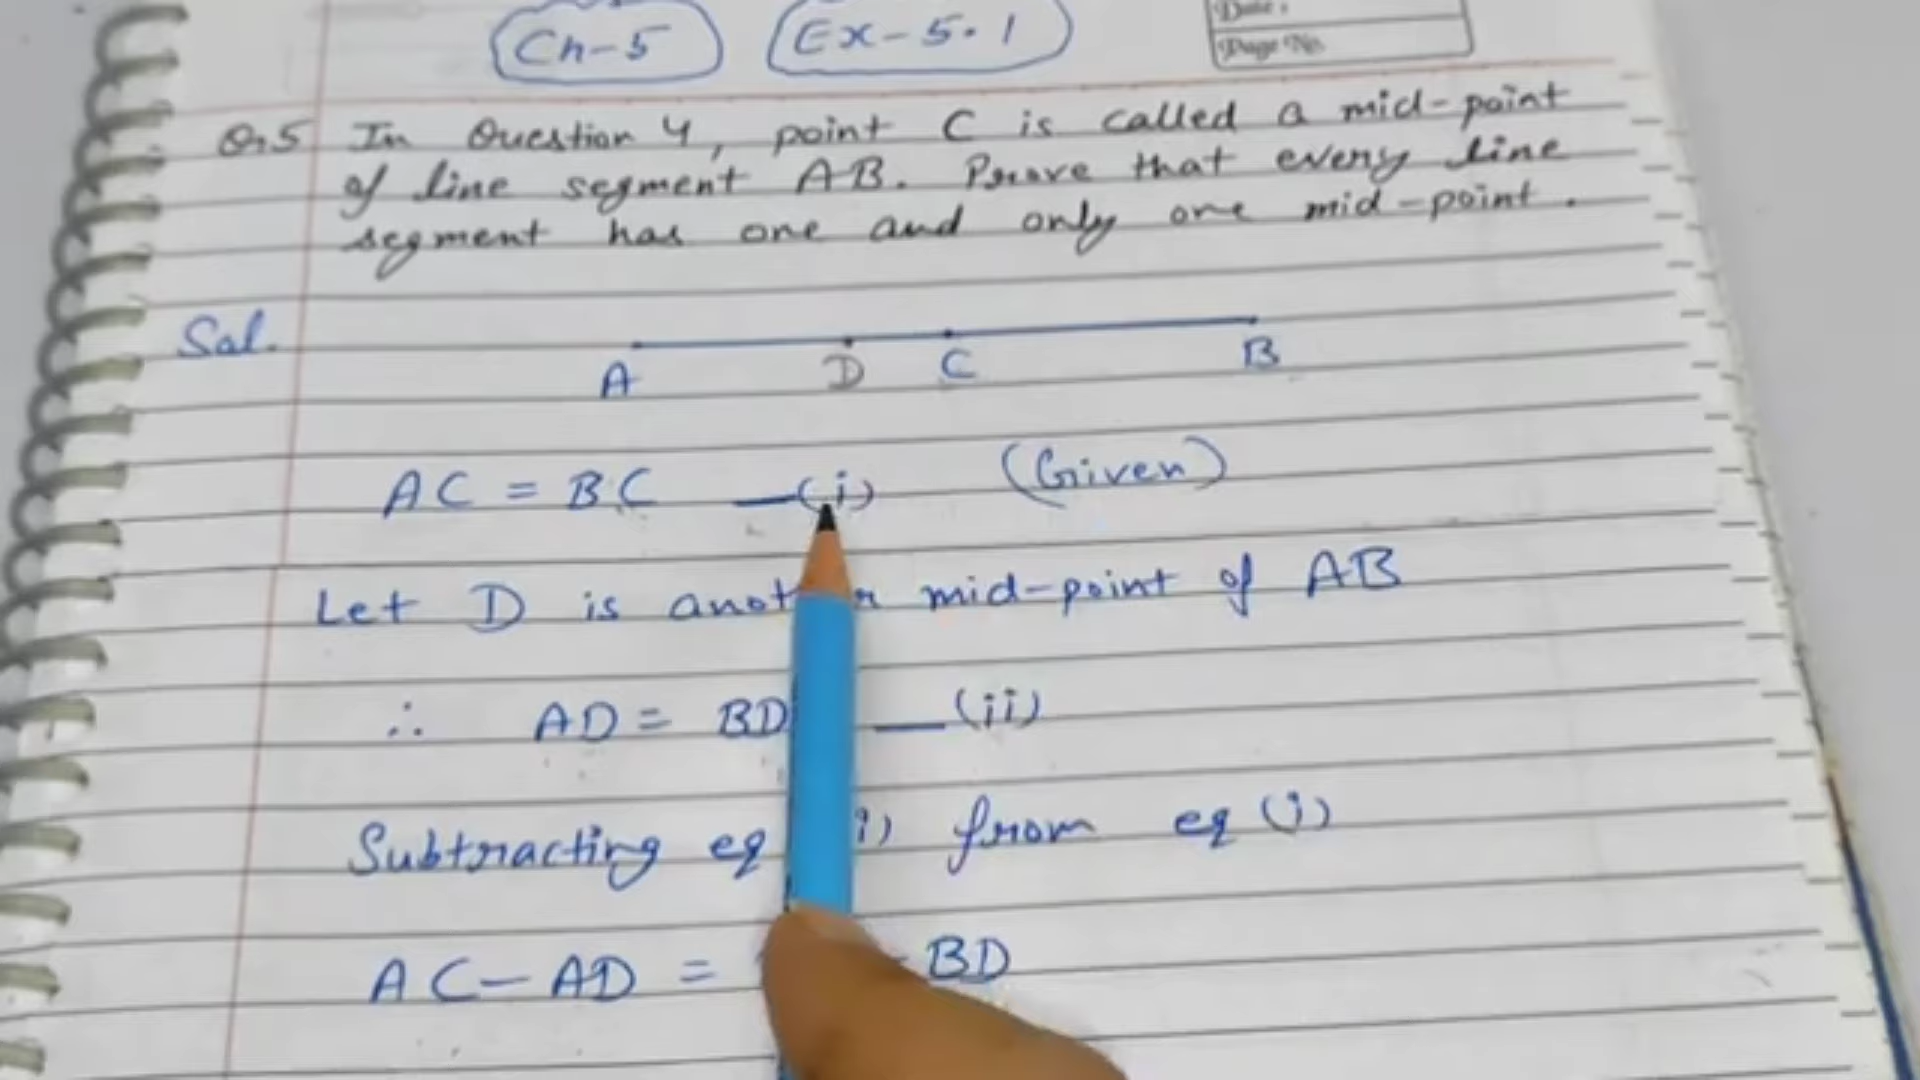 Ch-5 Ex-5.1
Date:
Page No.
Q.5 In Question 4, point C is called a mid-point
of line segment AB. Prove that every line
segment has one and only one mid-point.
Sol.
A D C B
AC = BC —(i) (Given)
Let D is mid-point of AB
∴ AD = BD —(ii)
Subtracting eq from eq (i)
AC - AD = - BD